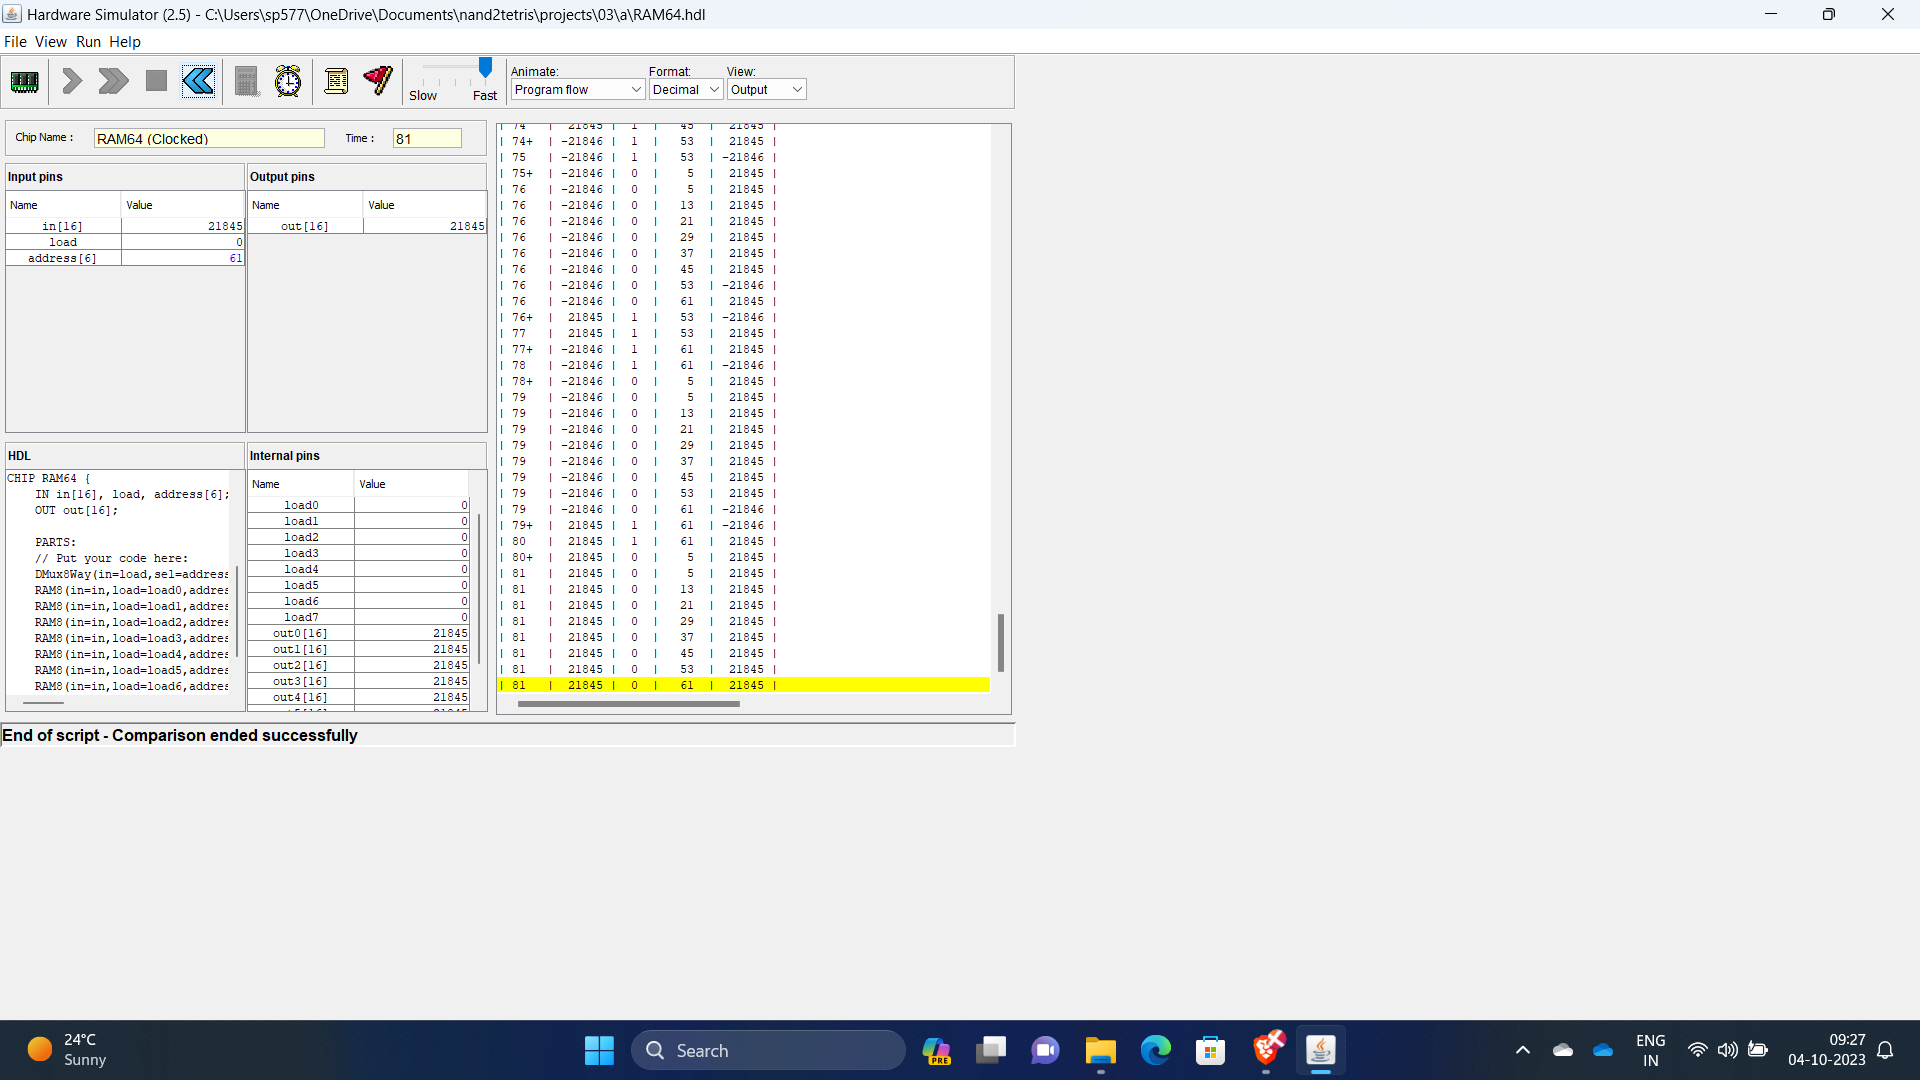 Hardware Simulator (2.5) - C:\Users\sp577\OneDrive\Documents\nand2tetris\projects\03\a\RAM64.hdl
File View Run Help
Slow Fast
Animate: Format: View:
Program flow Decimal Output
Chip Name : RAM64 (Clocked) Time : 81
Input pins
Name Value
in[16] 21845
load 0
address[6] 61
Output pins
Name Value
out[16] 21845
HDL
CHIP RAM64 {
IN in[16], load, address[6];
OUT out[16];
PARTS:
// Put your code here:
DMux8Way(in=load,sel=address
RAM8(in=in,load=load0,addres
RAM8(in=in,load=load1,addres
RAM8(in=in,load=load2,addres
RAM8(in=in,load=load3,addres
RAM8(in=in,load=load4,addres
RAM8(in=in,load=load5,addres
RAM8(in=in,load=load6,addres
Internal pins
Name Value
load0 0
load1 0
load2 0
load3 0
load4 0
load5 0
load6 0
load7 0
out0[16] 21845
out1[16] 21845
out2[16] 21845
out3[16] 21845
out4[16] 21845
| 74 | 21845 | 1 | 45 | 21845 |
| 74+ | -21846 | 1 | 53 | 21845 |
| 75 | -21846 | 1 | 53 | -21846 |
| 75+ | -21846 | 0 | 5 | 21845 |
| 76 | -21846 | 0 | 5 | 21845 |
| 76 | -21846 | 0 | 13 | 21845 |
| 76 | -21846 | 0 | 21 | 21845 |
| 76 | -21846 | 0 | 29 | 21845 |
| 76 | -21846 | 0 | 37 | 21845 |
| 76 | -21846 | 0 | 45 | 21845 |
| 76 | -21846 | 0 | 53 | -21846 |
| 76 | -21846 | 0 | 61 | 21845 |
| 76+ | 21845 | 1 | 53 | -21846 |
| 77 | 21845 | 1 | 53 | 21845 |
| 77+ | -21846 | 1 | 61 | 21845 |
| 78 | -21846 | 1 | 61 | -21846 |
| 78+ | -21846 | 0 | 5 | 21845 |
| 79 | -21846 | 0 | 5 | 21845 |
| 79 | -21846 | 0 | 13 | 21845 |
| 79 | -21846 | 0 | 21 | 21845 |
| 79 | -21846 | 0 | 29 | 21845 |
| 79 | -21846 | 0 | 37 | 21845 |
| 79 | -21846 | 0 | 45 | 21845 |
| 79 | -21846 | 0 | 53 | 21845 |
| 79 | -21846 | 0 | 61 | -21846 |
| 79+ | 21845 | 1 | 61 | -21846 |
| 80 | 21845 | 1 | 61 | 21845 |
| 80+ | 21845 | 0 | 5 | 21845 |
| 81 | 21845 | 0 | 5 | 21845 |
| 81 | 21845 | 0 | 13 | 21845 |
| 81 | 21845 | 0 | 21 | 21845 |
| 81 | 21845 | 0 | 29 | 21845 |
| 81 | 21845 | 0 | 37 | 21845 |
| 81 | 21845 | 0 | 45 | 21845 |
| 81 | 21845 | 0 | 53 | 21845 |
| 81 | 21845 | 0 | 61 | 21845 |
End of script - Comparison ended successfully
24°C
Sunny
Search
PRE
ENG
IN
09:27
04-10-2023